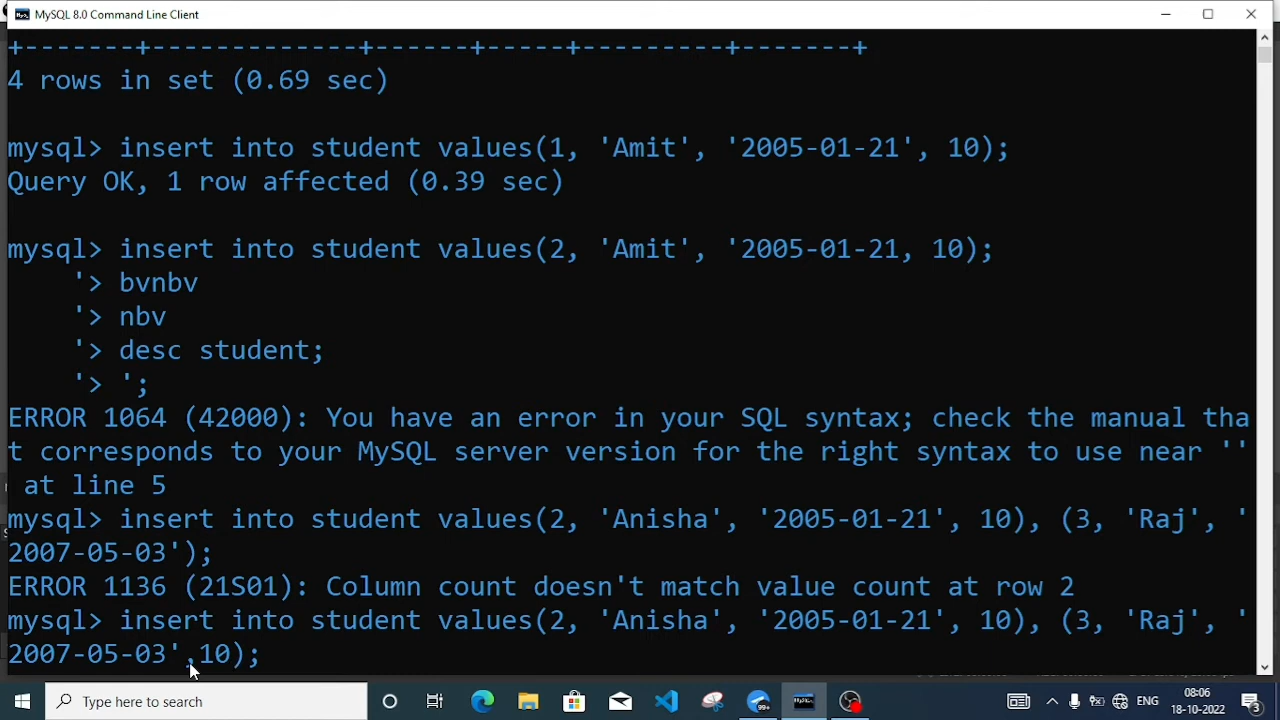 MySQL 8.0 Command Line Client
+-------+-------------+------+-----+---------+-------+
4 rows in set (0.69 sec)
mysql> insert into student values(1, 'Amit', '2005-01-21', 10);
Query OK, 1 row affected (0.39 sec)
mysql> insert into student values(2, 'Amit', '2005-01-21, 10);
'> bvnbv
'> nbv
'> desc student;
'> ';
ERROR 1064 (42000): You have an error in your SQL syntax; check the manual tha
t corresponds to your MySQL server version for the right syntax to use near ''
at line 5
mysql> insert into student values(2, 'Anisha', '2005-01-21', 10), (3, 'Raj', '
2007-05-03');
ERROR 1136 (21S01): Column count doesn't match value count at row 2
mysql> insert into student values(2, 'Anisha', '2005-01-21', 10), (3, 'Raj', '
2007-05-03',10);
Type here to search
99+
ENG
08:06
18-10-2022
3